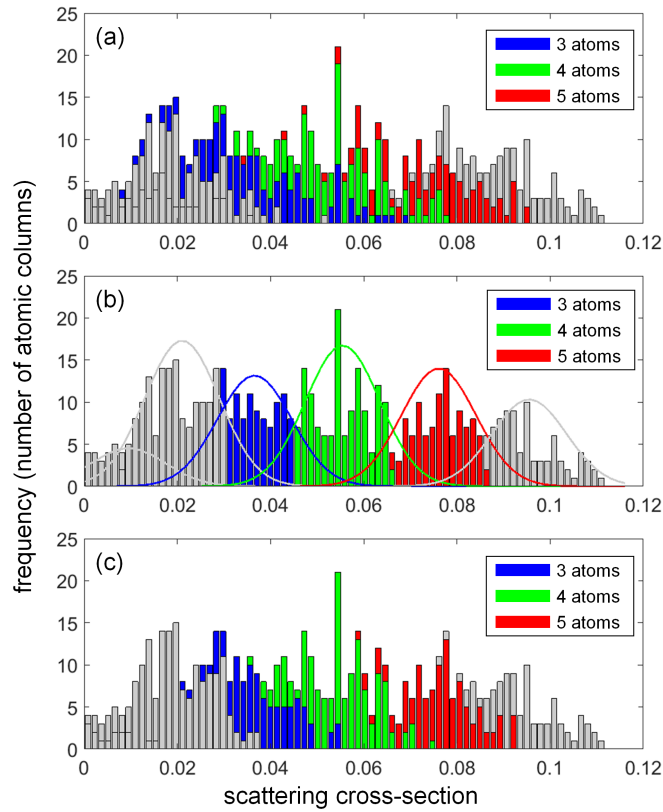 (a)
3 atoms
4 atoms
5 atoms
25
20
15
10
5
0
0 0.02 0.04 0.06 0.08 0.1 0.12
(b)
3 atoms
4 atoms
5 atoms
25
20
15
10
5
0
0 0.02 0.04 0.06 0.08 0.1 0.12
(c)
3 atoms
4 atoms
5 atoms
25
20
15
10
5
0
0 0.02 0.04 0.06 0.08 0.1 0.12
frequency (number of atomic columns)
scattering cross-section